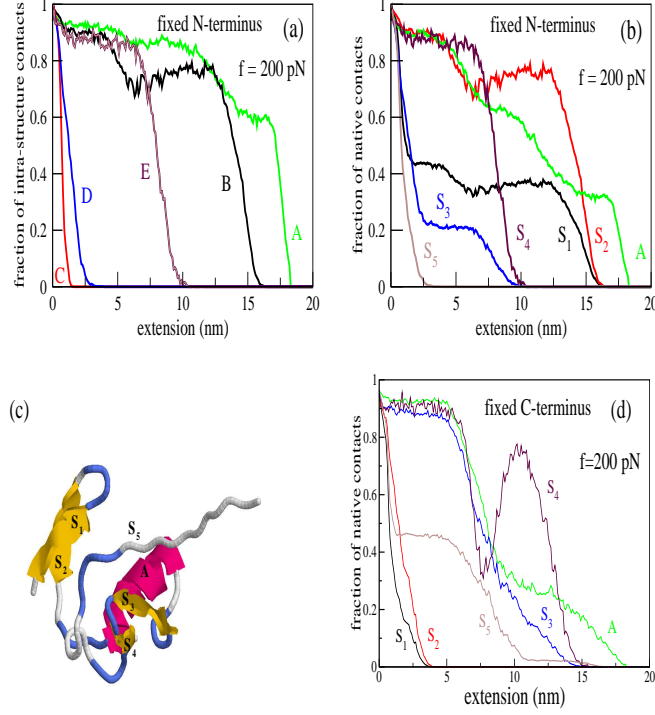 fixed N-terminus (a)
f = 200 pN
fraction of intra-structure contacts
1
0.8
0.6
0.4
0.2
0
C
D
E
B
A
0 5 10 15 20
extension (nm)
fixed N-terminus (b)
f = 200 pN
fraction of native contacts
1
0.8
0.6
0.4
0.2
0
S5
S3
S4
S1
S2
A
0 5 10 15 20
extension (nm)
(c)
S1
S2
S5
A
S3
S4
fixed C-terminus (d)
f=200 pN
fraction of native contacts
1
0.8
0.6
0.4
0.2
0
S1
S2
S5
S4
S3
A
0 5 10 15 20
extension (nm)